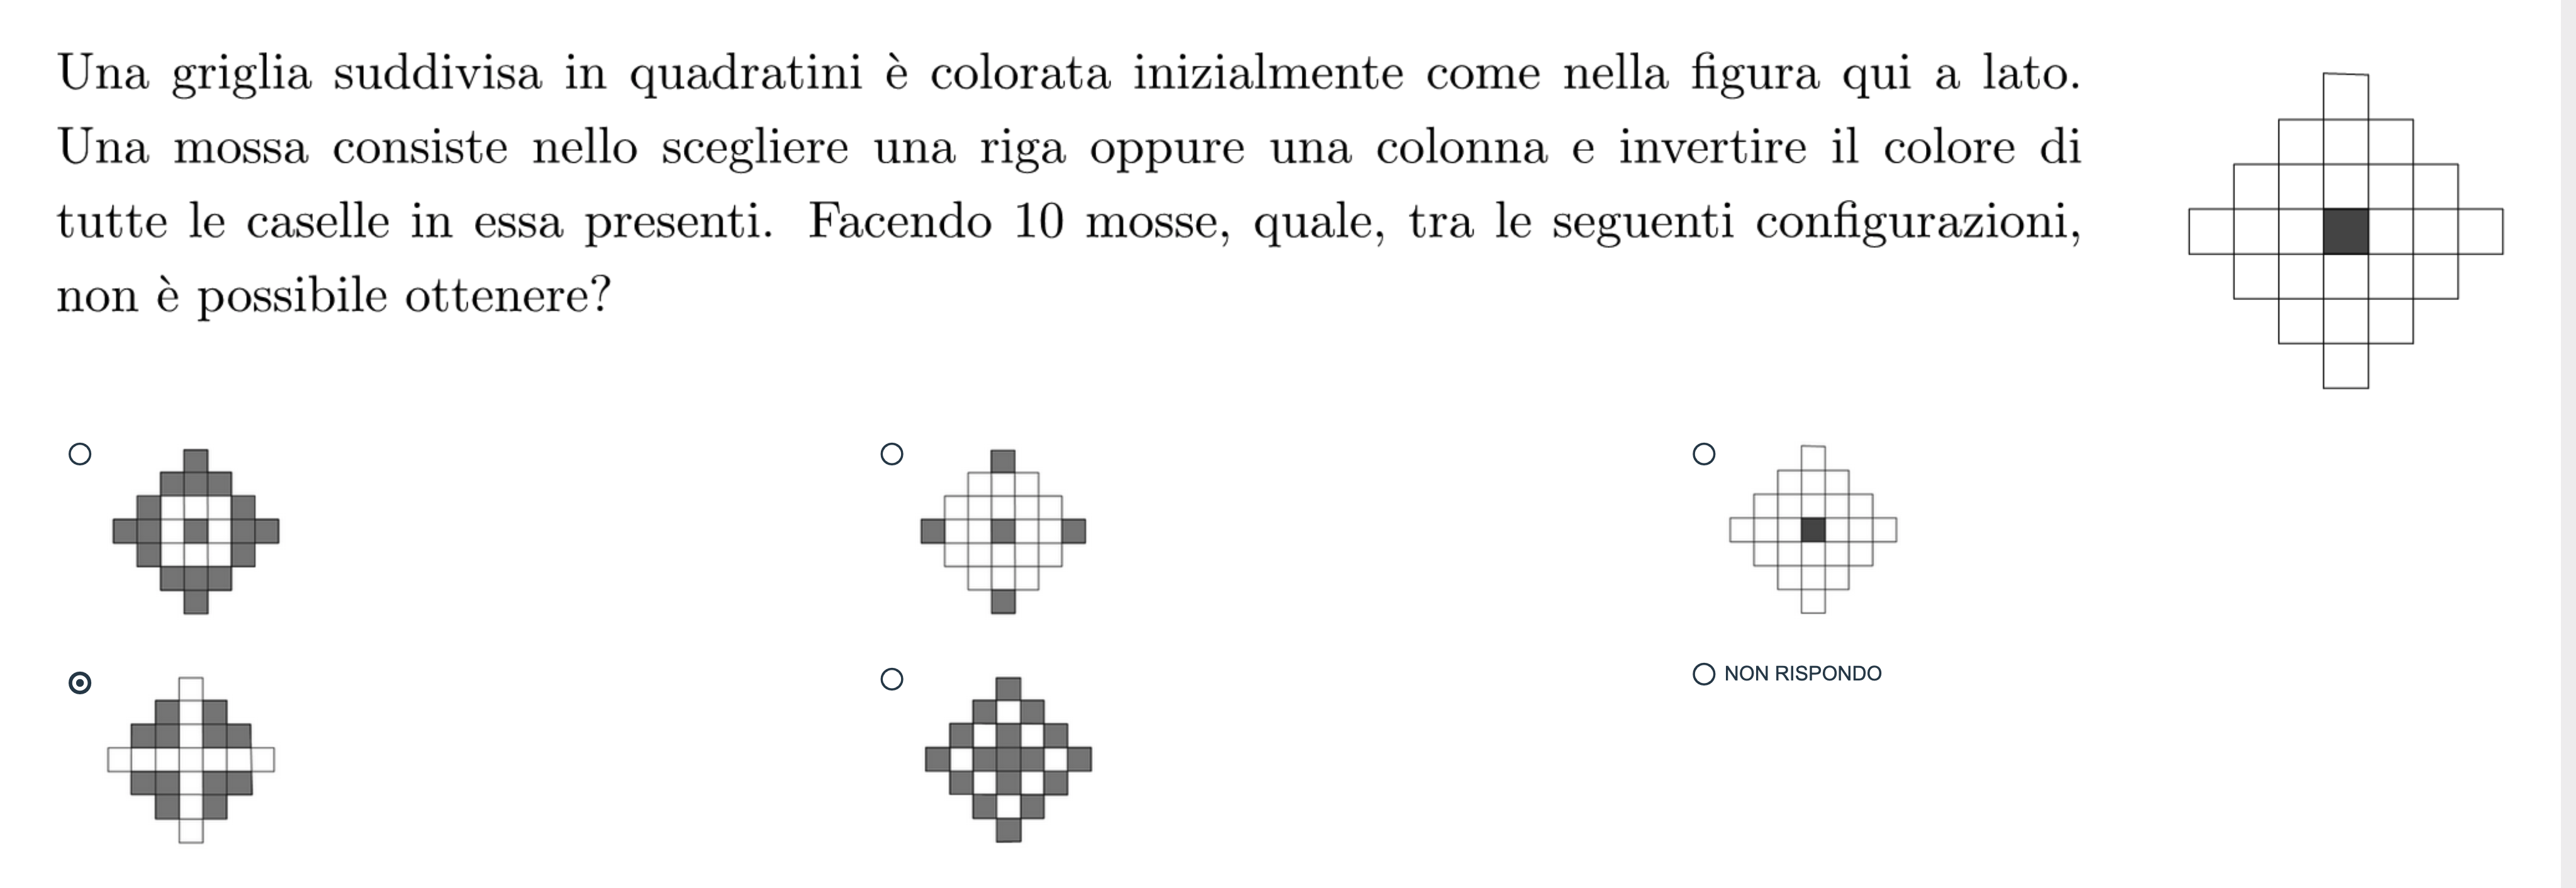 Una griglia suddivisa in quadratini è colorata inizialmente come nella figura qui a lato.
Una mossa consiste nello scegliere una riga oppure una colonna e invertire il colore di
tutte le caselle in essa presenti. Facendo 10 mosse, quale, tra le seguenti configurazioni,
non è possibile ottenere?
NON RISPONDO